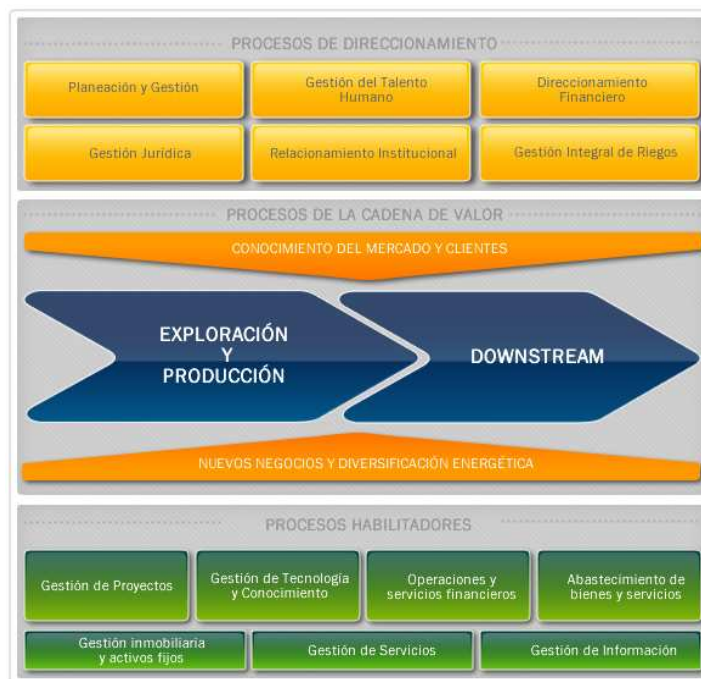 PROCESOS DE DIRECCIONAMIENTO
Planeación y Gestión
Gestión del Talento
Humano
Direccionamiento
Financiero
Gestión Jurídica
Relacionamiento Institucional
Gestión Integral de Riegos
PROCESOS DE LA CADENA DE VALOR
CONOCIMIENTO DEL MERCADO Y CLIENTES
EXPLORACIÓN
Y
PRODUCCIÓN
DOWNSTREAM
NUEVOS NEGOCIOS Y DIVERSIFICACIÓN ENERGÉTICA
PROCESOS HABILITADORES
Gestión de Proyectos
Gestión de Tecnología
y Conocimiento
Operaciones y
servicios financieros
Abastecimiento de
bienes y servicios
Gestión inmobiliaria
y activos fijos
Gestión de Servicios
Gestión de Información